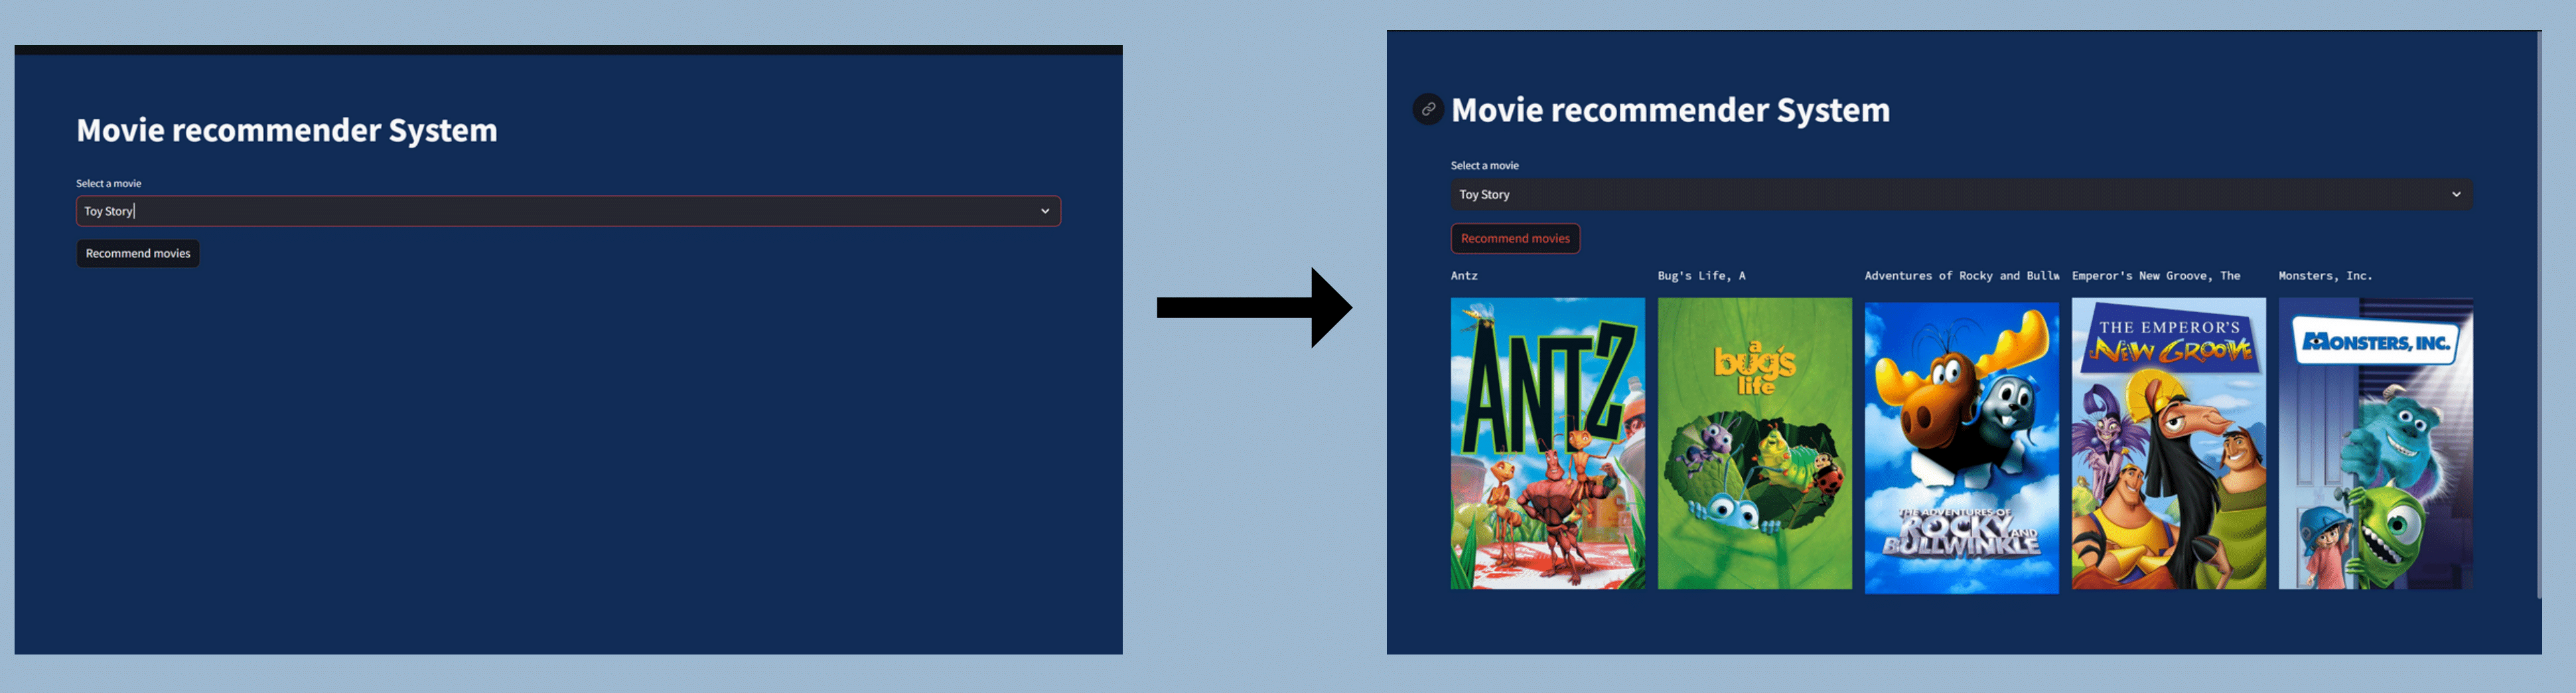 Movie recommender System
Select a movie
Toy Story
Recommend movies
Movie recommender System
Select a movie
Toy Story
Recommend movies
Antz
Bug's Life, A
Adventures of Rocky and Bullw
Emperor's New Groove, The
Monsters, Inc.
ANTZ
a
bug's
life
THE ADVENTURES OF
ROCKY AND
BULLWINKLE
THE EMPEROR'S
NEW GROOVE
MONSTERS, INC.